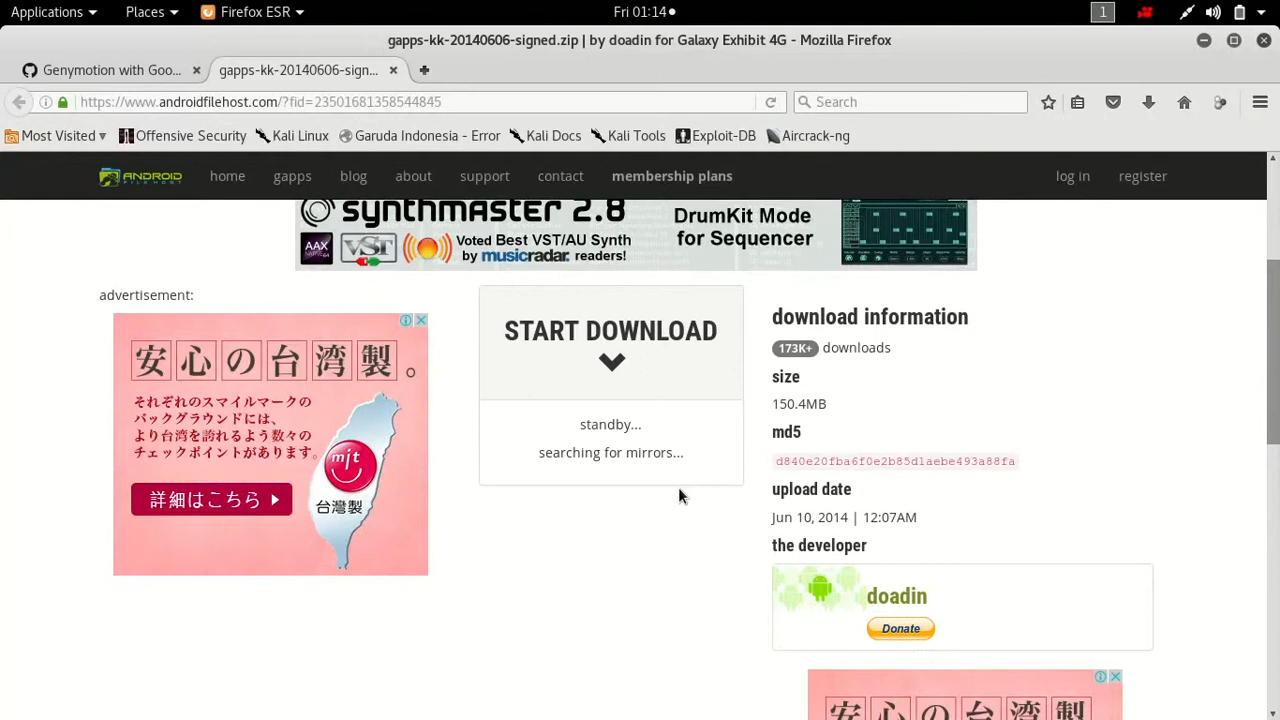 Applications Places Firefox ESR Fri 01:14 1
gapps-kk-20140606-signed.zip | by doadin for Galaxy Exhibit 4G - Mozilla Firefox
Genymotion with Goo... gapps-kk-20140606-sign...
https://www.androidfilehost.com/?fid=23501681358544845 Search
Most Visited Offensive Security Kali Linux Garuda Indonesia - Error Kali Docs Kali Tools Exploit-DB Aircrack-ng
ANDROID FILE HOST home gapps blog about support contact membership plans log in register
synthmaster 2.8
AAX VST Voted Best VST/AU Synth
by musicradar. readers!
DrumKit Mode
for Sequencer
advertisement:
安心の台湾製。
それぞれのスマイルマークの
バックグラウンドには、
より台湾を誇れるよう数々の
チェックポイントがあります。
mit
台灣製
詳細はこちら
START DOWNLOAD
standby...
searching for mirrors...
download information
173K+ downloads
size
150.4MB
md5
d840e20fba6f0e2b85d1aebe493a88fa
upload date
Jun 10, 2014 | 12:07AM
the developer
doadin
Donate
安心の台湾製